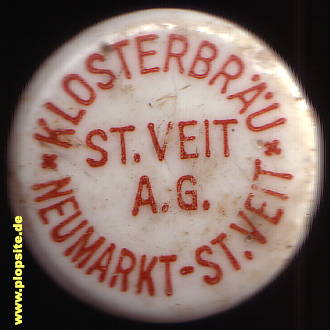 * KLOSTERBRÄU *
ST. VEIT
A.G.
NEUMARKT-ST. VEIT
www.plopsite.de